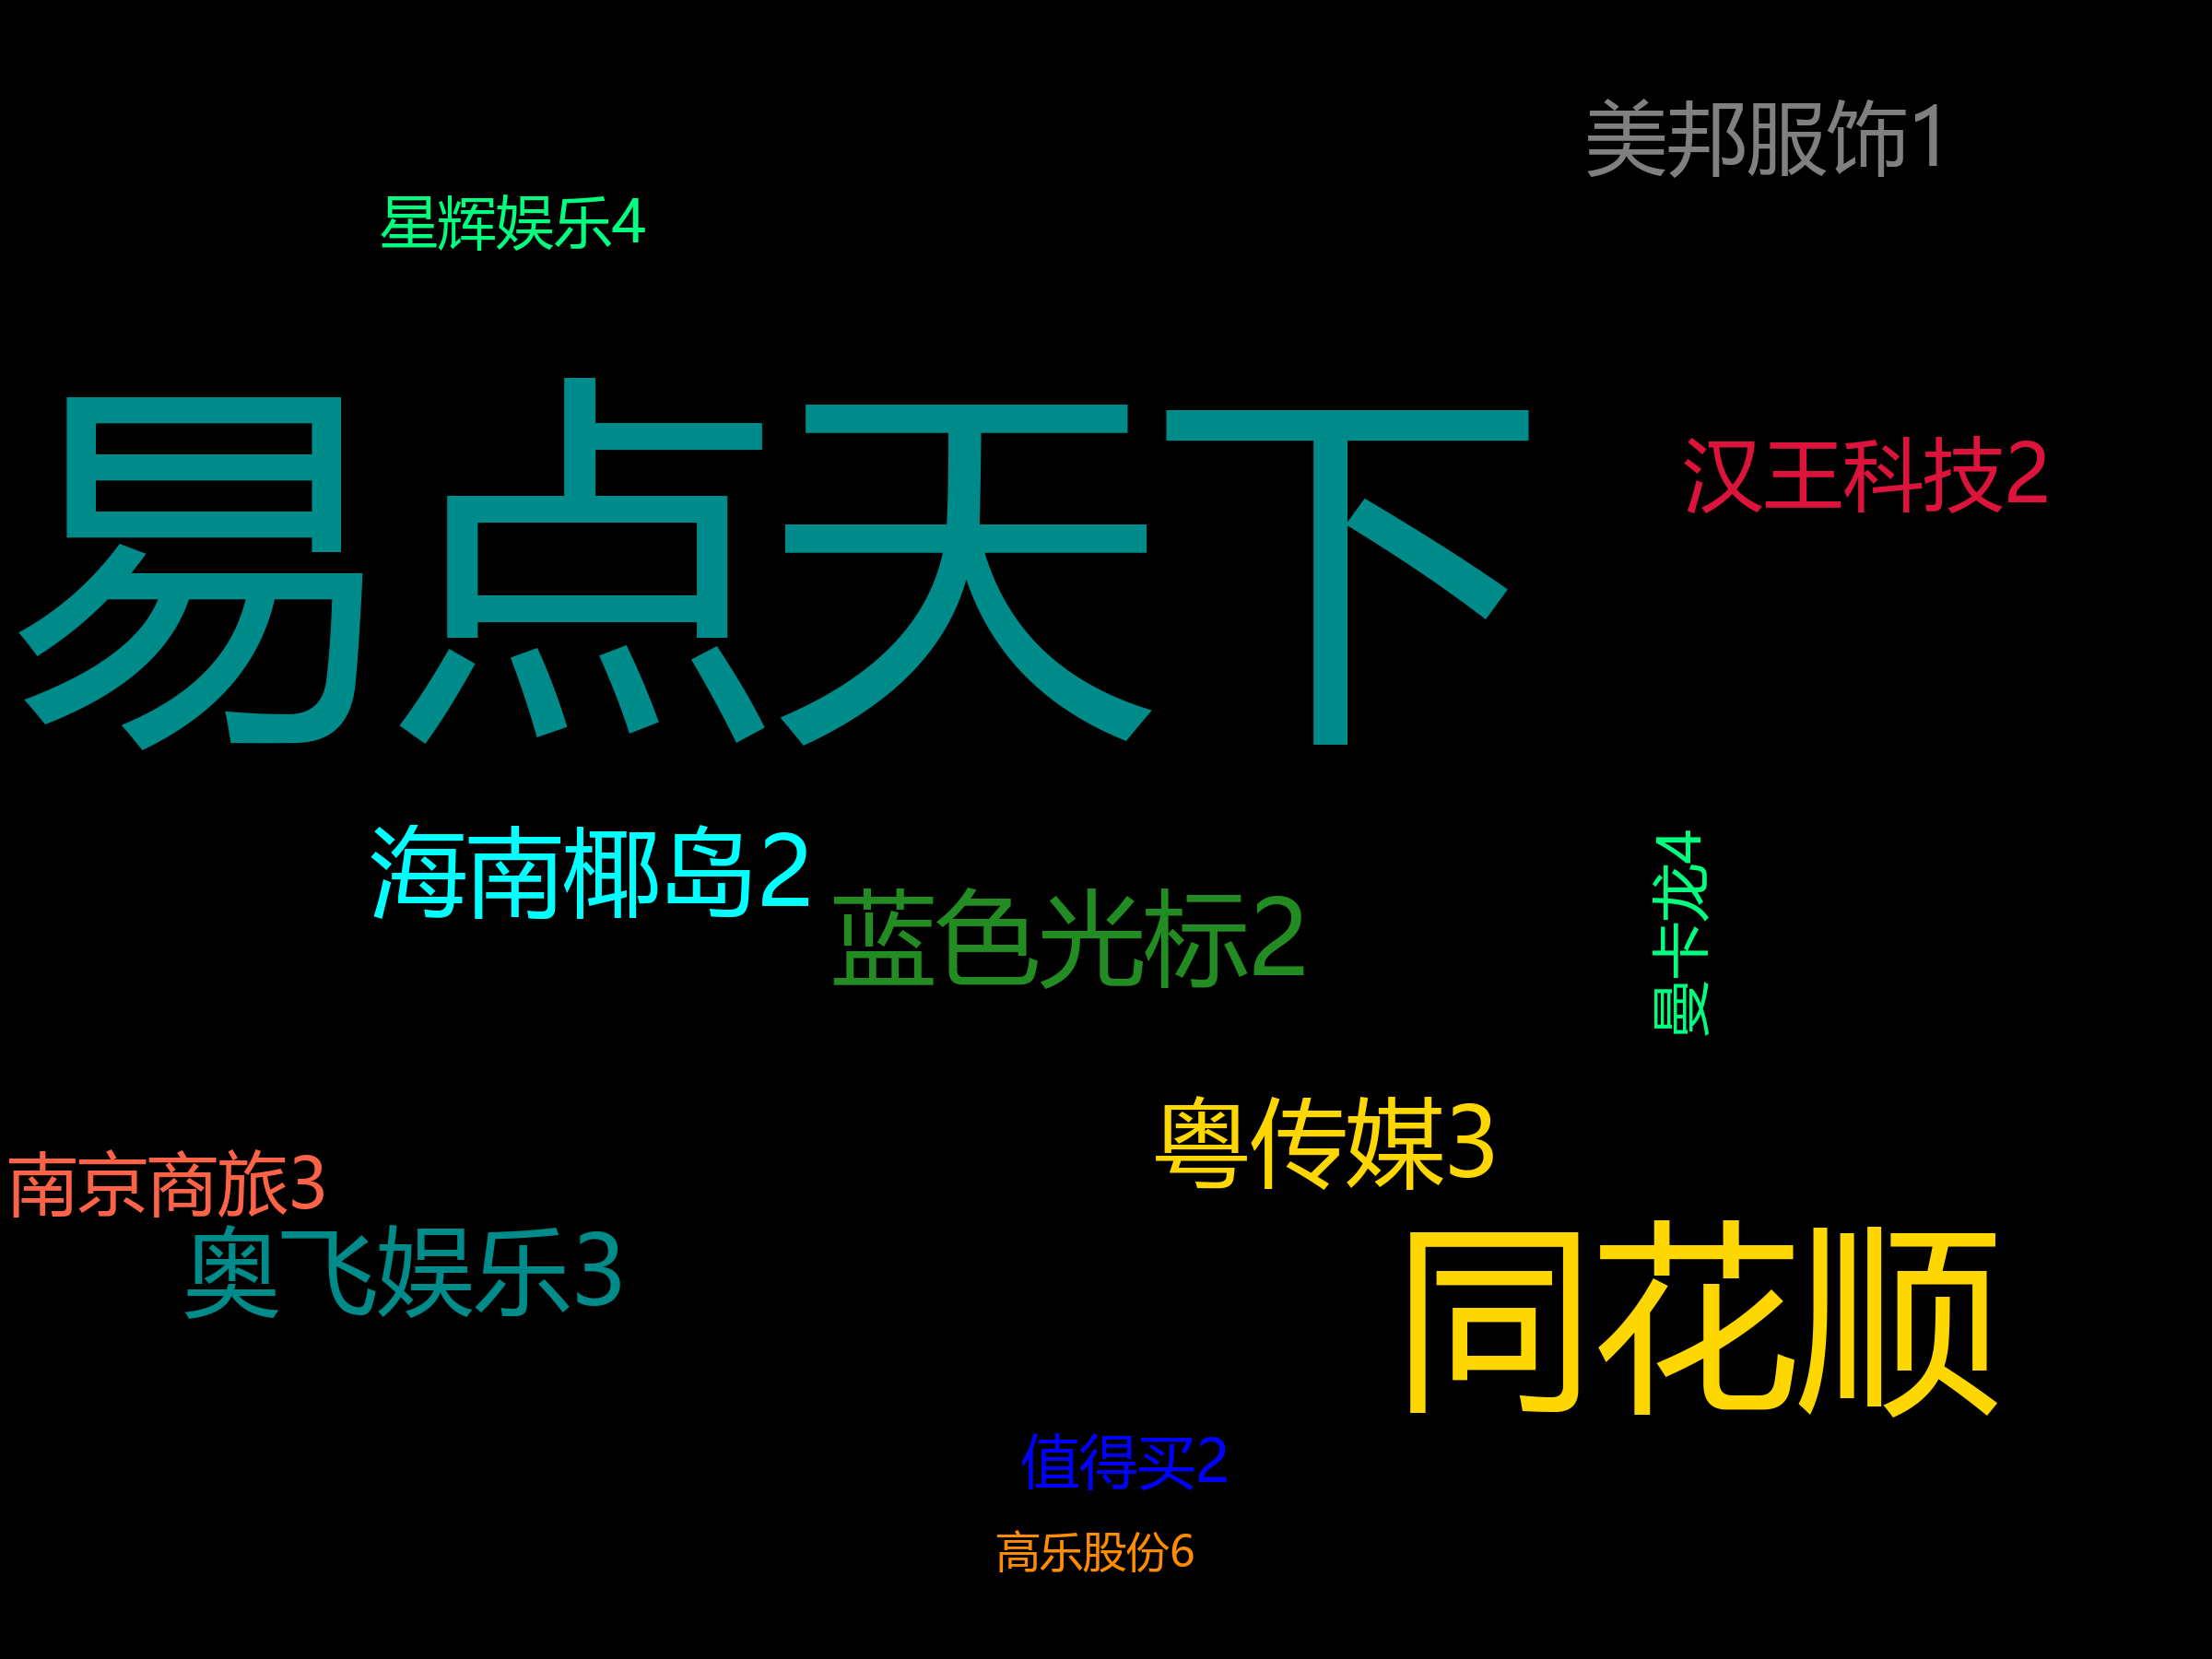 美邦服饰1
星辉娱乐4
易点天下
汉王科技2
海南椰岛2
蓝色光标2
曼卡龙4
粤传媒3
南京商旅3
奥飞娱乐3
同花顺
值得买2
高乐股份6